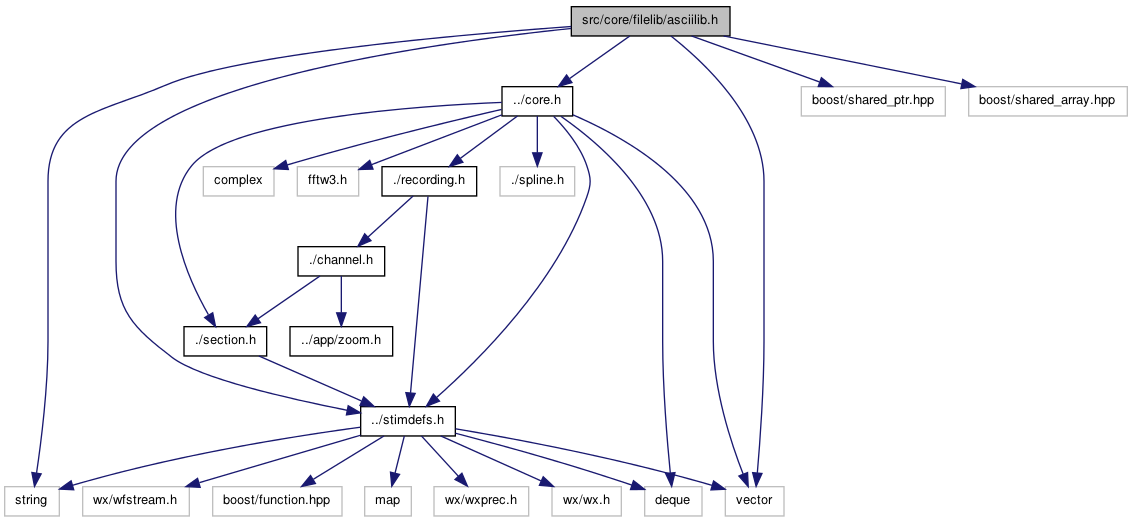 src/core/filelib/asciilib.h
../core.h
boost/shared_ptr.hpp
boost/shared_array.hpp
complex
fftw3.h
./recording.h
./spline.h
./channel.h
./section.h
../app/zoom.h
../stimdefs.h
string
wx/wfstream.h
boost/function.hpp
map
wx/wxprec.h
wx/wx.h
deque
vector